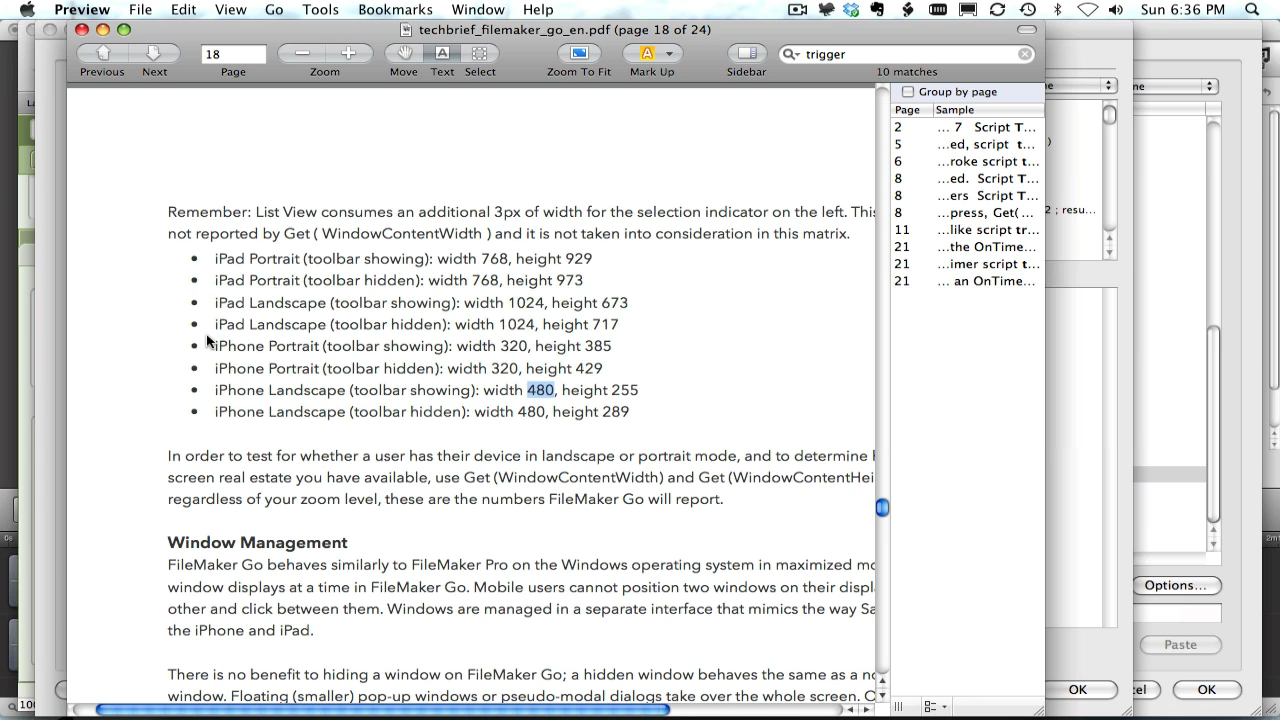 Preview File Edit View Go Tools Bookmarks Window Help Sun 6:36 PM
techbrief_filemaker_go_en.pdf (page 18 of 24)
18 trigger
Previous Next Page Zoom Move Text Select Zoom To Fit Mark Up Sidebar 10 matches
Group by page
Page Sample
2 ... 7 Script T...
5 ...ed, script t...
6 ...roke script t...
8 ...ed. Script T...
8 ...ers Script T...
8 ...press, Get(...
11 ...like script tr...
21 ...the OnTime...
21 ...imer script t...
21 ... an OnTime...
Remember: List View consumes an additional 3px of width for the selection indicator on the left. This
not reported by Get ( WindowContentWidth ) and it is not taken into consideration in this matrix.
• iPad Portrait (toolbar showing): width 768, height 929
• iPad Portrait (toolbar hidden): width 768, height 973
• iPad Landscape (toolbar showing): width 1024, height 673
• iPad Landscape (toolbar hidden): width 1024, height 717
• iPhone Portrait (toolbar showing): width 320, height 385
• iPhone Portrait (toolbar hidden): width 320, height 429
• iPhone Landscape (toolbar showing): width 480, height 255
• iPhone Landscape (toolbar hidden): width 480, height 289
In order to test for whether a user has their device in landscape or portrait mode, and to determine
screen real estate you have available, use Get (WindowContentWidth) and Get (WindowContentHei
regardless of your zoom level, these are the numbers FileMaker Go will report.
Window Management
FileMaker Go behaves similarly to FileMaker Pro on the Windows operating system in maximized mo
window displays at a time in FileMaker Go. Mobile users cannot position two windows on their displ
other and click between them. Windows are managed in a separate interface that mimics the way Sa
the iPhone and iPad.
There is no benefit to hiding a window on FileMaker Go; a hidden window behaves the same as a no
window. Floating (smaller) pop-up windows or pseudo-modal dialogs take over the whole screen.
ne
ne
)
2 ; resu...
Options...
Paste
OK
cel
OK
0s
2m
100